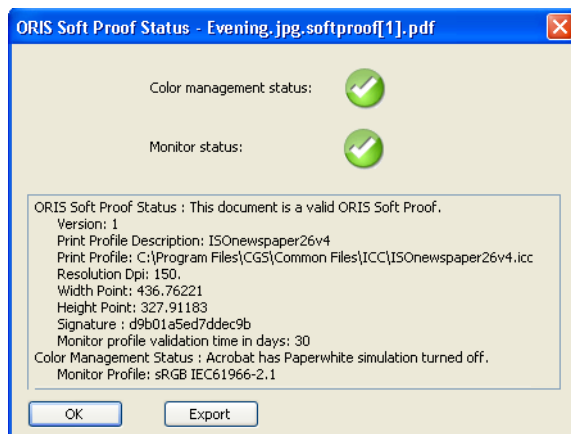 ORIS Soft Proof Status - Evening.jpg.softproof[1].pdf
Color management status:
Monitor status:
ORIS Soft Proof Status : This document is a valid ORIS Soft Proof.
Version: 1
Print Profile Description: ISOnewspaper26v4
Print Profile: C:\Program Files\CGS\Common Files\ICC\ISOnewspaper26v4.icc
Resolution Dpi: 150.
Width Point: 436.76221
Height Point: 327.91183
Signature : d9b01a5ed7ddec9b
Monitor profile validation time in days: 30
Color Management Status : Acrobat has Paperwhite simulation turned off.
Monitor Profile: sRGB IEC61966-2.1
OK Export